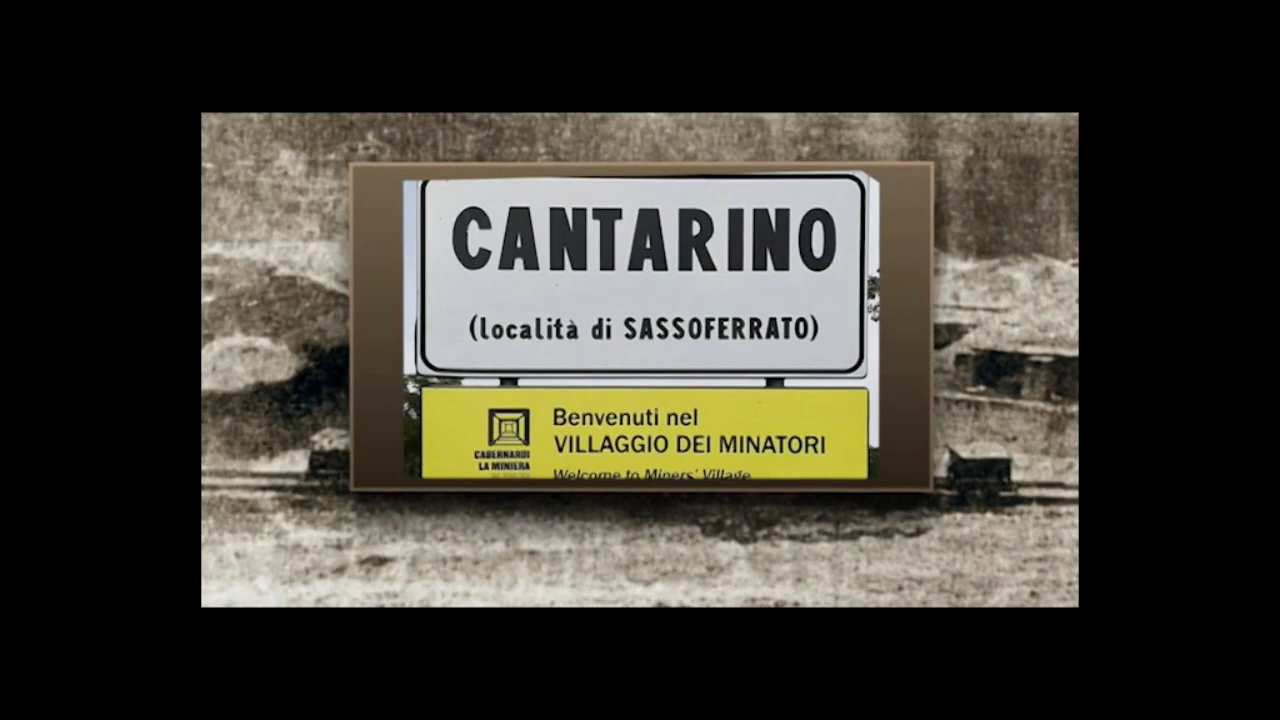 CANTARINO
(località di SASSOFERRATO)
Benvenuti nel
VILLAGGIO DEI MINATORI
CABERNARDI
LA MINIERA
Welcome to Miners' Village